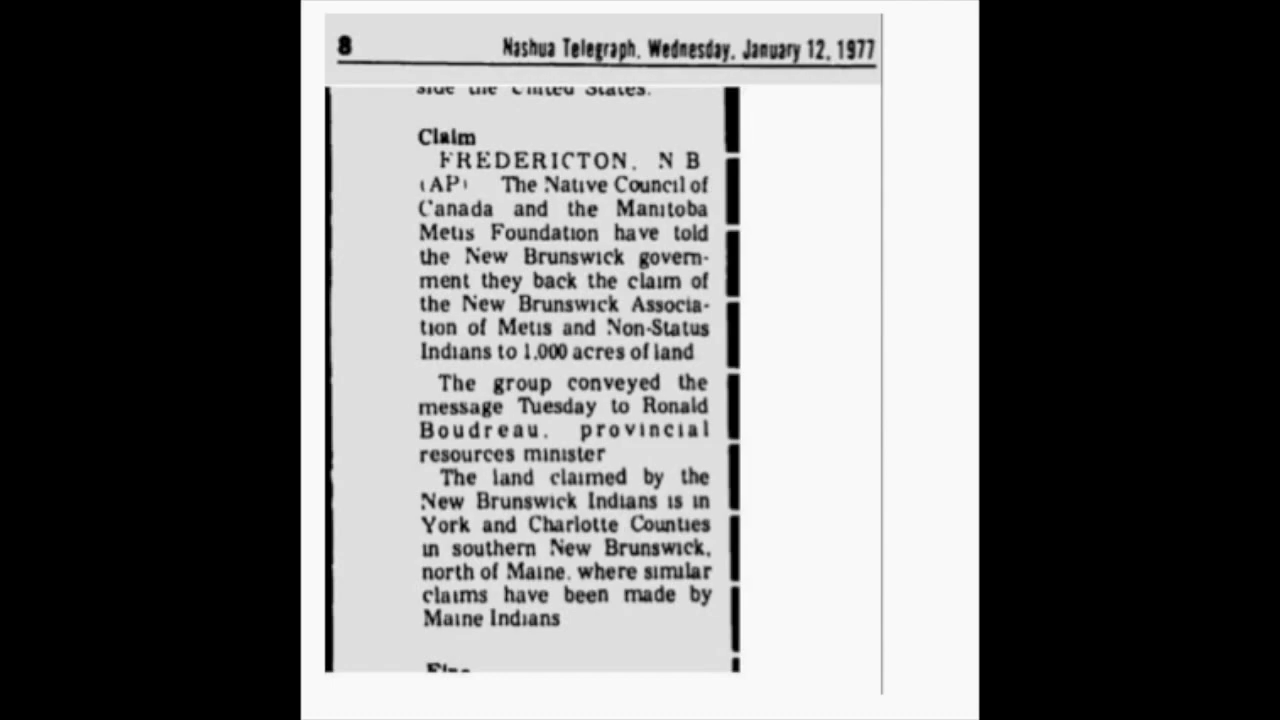 8 Nashua Telegraph, Wednesday, January 12, 1977
side the United States.
Claim
FREDERICTON, N B
(AP) The Native Council of
Canada and the Manitoba
Metis Foundation have told
the New Brunswick govern-
ment they back the claim of
the New Brunswick Associa-
tion of Metis and Non-Status
Indians to 1,000 acres of land
The group conveyed the
message Tuesday to Ronald
Boudreau, provincial
resources minister
The land claimed by the
New Brunswick Indians is in
York and Charlotte Counties
in southern New Brunswick,
north of Maine, where similar
claims have been made by
Maine Indians